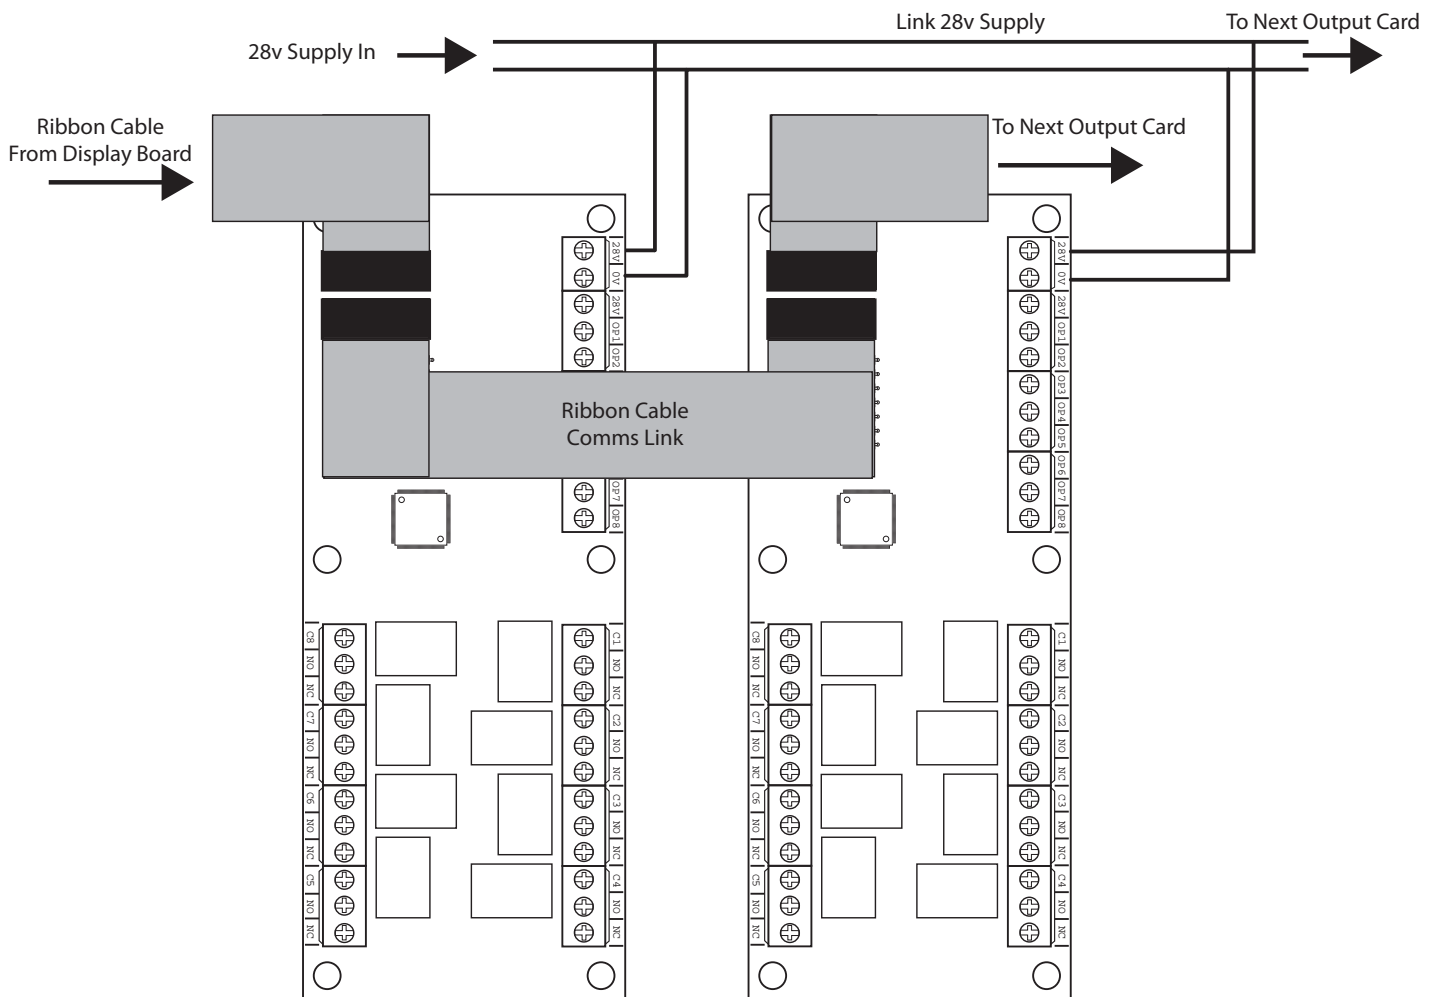 Link 28v Supply
To Next Output Card
28v Supply In
Ribbon Cable
From Display Board
To Next Output Card
28V
0V
28V
OP1
OP2
OP7
OP8
28V
0V
28V
OP1
OP2
OP3
OP4
OP5
OP6
OP7
OP8
Ribbon Cable
Comms Link
C8
NO
NC
C7
NO
NC
C6
NO
NC
C5
NO
NC
C1
NO
NC
C2
NO
NC
C3
NO
NC
C4
NO
NC
C8
NO
NC
C7
NO
NC
C6
NO
NC
C5
NO
NC
C1
NO
NC
C2
NO
NC
C3
NO
NC
C4
NO
NC